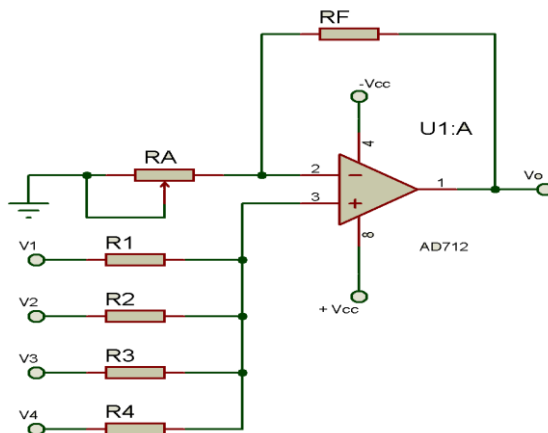 RF
-Vcc
U1:A
RA
4
2
1
Vo
3
V1
R1
8
AD712
V2
R2
+ Vcc
V3
R3
V4
R4